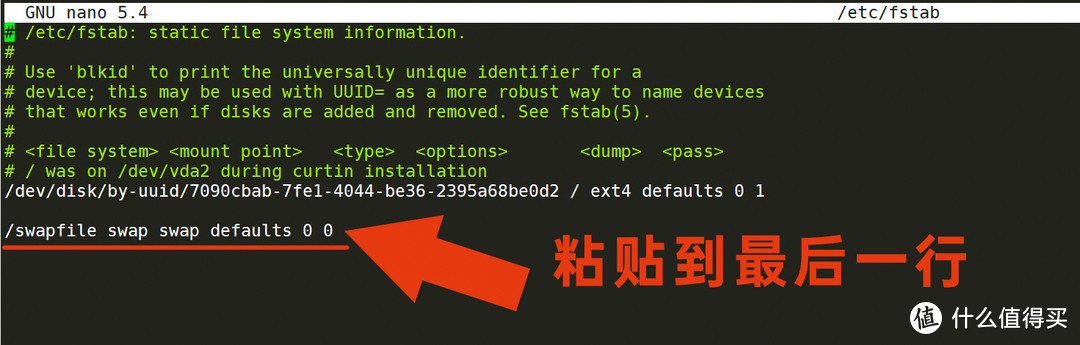 GNU nano 5.4 /etc/fstab
# /etc/fstab: static file system information.
#
# Use 'blkid' to print the universally unique identifier for a
# device; this may be used with UUID= as a more robust way to name devices
# that works even if disks are added and removed. See fstab(5).
#
# <file system> <mount point>   <type>  <options>       <dump>  <pass>
# / was on /dev/vda2 during curtin installation
/dev/disk/by-uuid/7090cbab-7fe1-4044-be36-2395a68be0d2 / ext4 defaults 0 1
/swapfile swap swap defaults 0 0
粘贴到最后一行
值 什么值得买